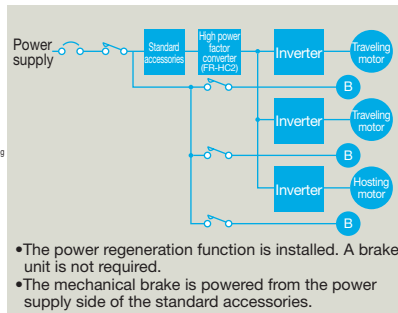 Power
supply
Standard
accessories
High power
factor
converter
(FR-HC2)
Inverter
Traveling
motor
B
Inverter
Traveling
motor
B
Inverter
Hosting
motor
B
g
•The power regeneration function is installed. A brake
unit is not required.
•The mechanical brake is powered from the power
supply side of the standard accessories.